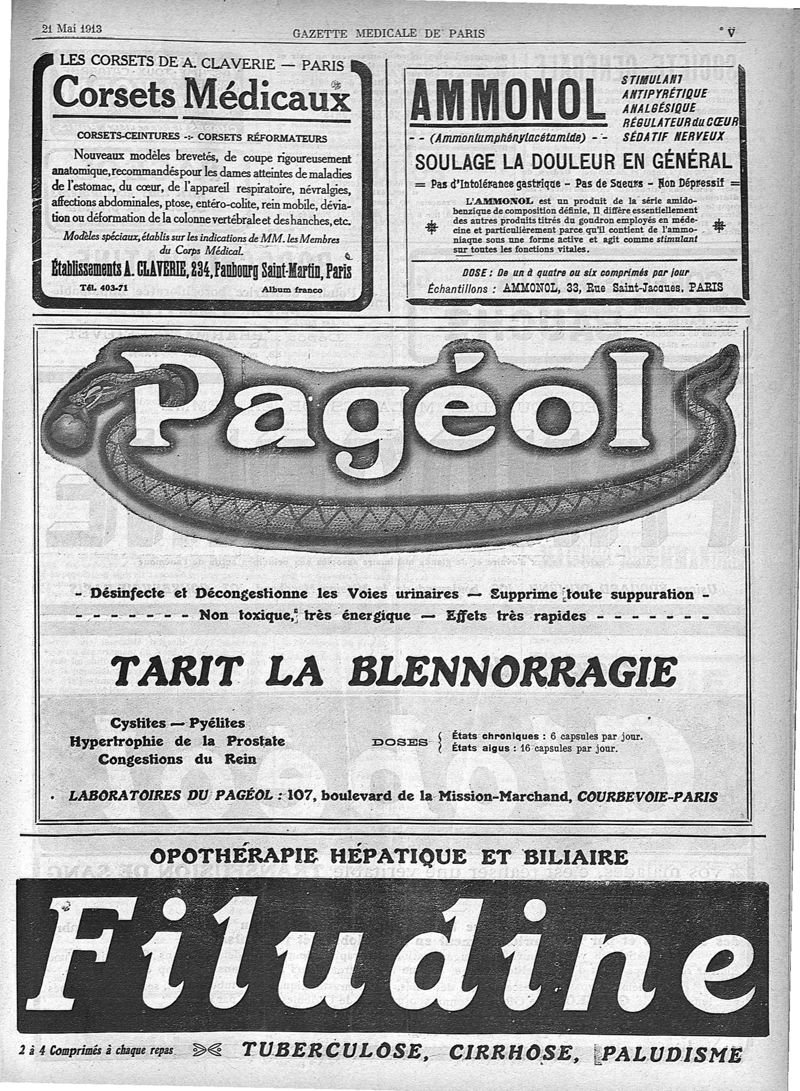 21 Mai 1913
GAZETTE MEDICALE DE PARIS
V
LES CORSETS DE A. CLAVERIE — PARIS
Corsets Médicaux
CORSETS-CEINTURES -:- CORSETS RÉFORMATEURS
Nouveaux modèles brevetés, de coupe rigoureusement
anatomique, recommandés pour les dames atteintes de maladies
de l'estomac, du cœur, de l'appareil respiratoire, névralgies,
affections abdominales, ptose, entéro-colite, rein mobile, dévia-
tion ou déformation de la colonne vertébrale et des hanches, etc.
Modèles spéciaux, établis sur les indications de MM. les Membres
du Corps Médical.
Établissements A. CLAVERIE, 234, Faubourg Saint-Martin, Paris
Tél. 403-71
Album franco
AMMONOL
STIMULANT
ANTIPYRÉTIQUE
ANALGÉSIQUE
RÉGULATEUR du CŒUR
SÉDATIF NERVEUX
- - (Ammoniumphénylacétamide) - -
SOULAGE LA DOULEUR EN GÉNÉRAL
= Pas d'Intolérance gastrique - Pas de Sueurs - Non Dépressif =
L'AMMONOL est un produit de la série amido-
benzique de composition définie, Il diffère essentiellement
des autres produits titrés du goudron employés en méde-
cine et particulièrement parce qu'il contient de l'ammo-
niaque sous une forme active et agit comme stimulant
sur toutes les fonctions vitales.
DOSE : De un à quatre ou six comprimés par jour
Échantillons : AMMONOL, 33, Rue Saint-Jacques, PARIS
Pagéol
- Désinfecte et Décongestionne les Voies urinaires — Supprime toute suppuration -
- - - - - - - Non toxique, très énergique — Effets très rapides - - - - - - -
TARIT LA BLENNORRAGIE
Cystites — Pyélites
Hypertrophie de la Prostate
Congestions du Rein
DOSES
États chroniques : 6 capsules par jour.
États aigus : 16 capsules par jour.
LABORATOIRES DU PAGÉOL : 107, boulevard de la Mission-Marchand, COURBEVOIE-PARIS
OPOTHÉRAPIE HÉPATIQUE ET BILIAIRE
Filudine
2 à 4 Comprimés à chaque repas
TUBERCULOSE, CIRRHOSE, PALUDISME